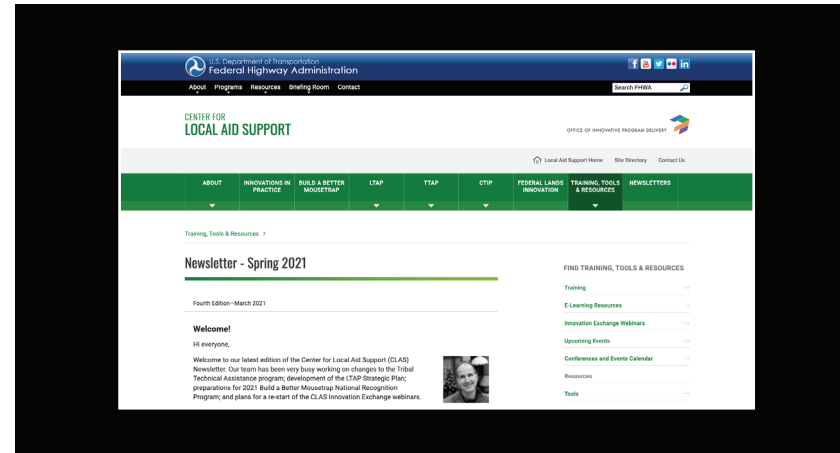 U.S. Department of Transportation
Federal Highway Administration
About Programs Resources Briefing Room Contact
Search FHWA
CENTER FOR
LOCAL AID SUPPORT
OFFICE OF INNOVATIVE PROGRAM DELIVERY
Local Aid Support Home Site Directory Contact Us
ABOUT INNOVATIONS IN PRACTICE BUILD A BETTER MOUSETRAP LTAP TTAP CTIP FEDERAL LANDS INNOVATION TRAINING, TOOLS & RESOURCES NEWSLETTERS
Training, Tools & Resources >
Newsletter - Spring 2021
Fourth Edition—March 2021
Welcome!
Hi everyone,
Welcome to our latest edition of the Center for Local Aid Support (CLAS)
Newsletter. Our team has been very busy working on changes to the Tribal
Technical Assistance program; development of the LTAP Strategic Plan;
preparations for 2021 Build a Better Mousetrap National Recognition
Program; and plans for a re-start of the CLAS Innovation Exchange webinars.
FIND TRAINING, TOOLS & RESOURCES
Training
E-Learning Resources
Innovation Exchange Webinars
Upcoming Events
Conferences and Events Calendar
Resources
Tools